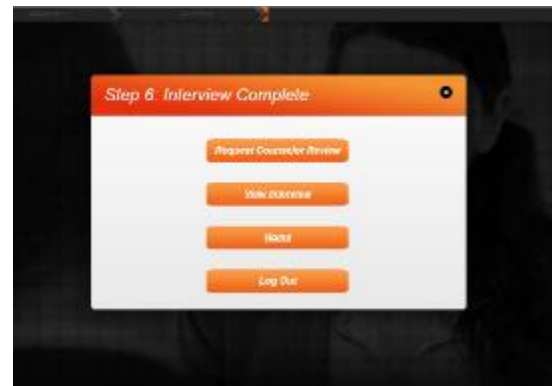 Step 6: Interview Complete
Request Counselor Review
View Interview
Home
Log Out